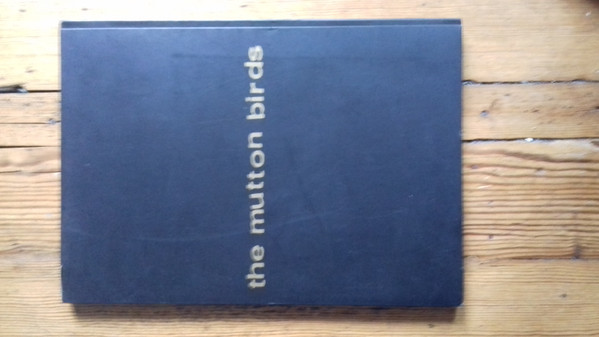 the mutton birds